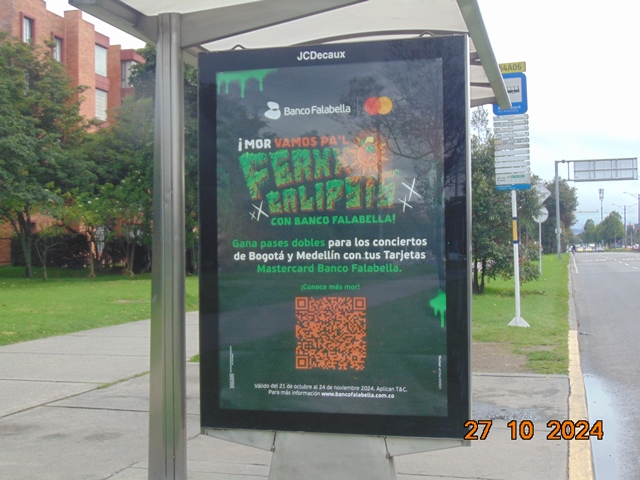 JCDecaux
Banco Falabella
¡MOR VAMOS PA'L
FERXXO
CALIPSIS
CON BANCO FALABELLA!
Gana pases dobles para los conciertos
de Bogotá y Medellín con tus Tarjetas
Mastercard Banco Falabella.
¡Conoce más mor!
Válido del 21 de octubre al 24 de noviembre 2024. Aplican T&C.
Para más información www.bancofalabella.com.co
27 10 2024